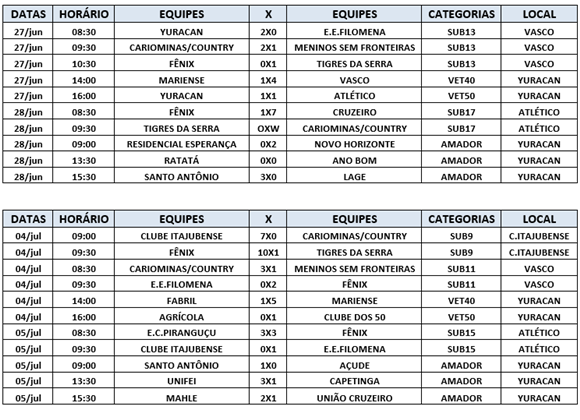 DATAS HORÁRIO EQUIPES X EQUIPES CATEGORIAS LOCAL
27/jun 08:30 YURACAN 2X0 E.E.FILOMENA SUB13 VASCO
27/jun 09:30 CARIOMINAS/COUNTRY 2X1 MENINOS SEM FRONTEIRAS SUB13 VASCO
27/jun 10:30 FÊNIX 0X1 TIGRES DA SERRA SUB13 VASCO
27/jun 14:00 MARIENSE 1X4 VASCO VET40 YURACAN
27/jun 16:00 YURACAN 1X1 ATLÉTICO VET50 YURACAN
28/jun 08:30 FÊNIX 1X7 CRUZEIRO SUB17 ATLÉTICO
28/jun 09:30 TIGRES DA SERRA OXW CARIOMINAS/COUNTRY SUB17 ATLÉTICO
28/jun 09:00 RESIDENCIAL ESPERANÇA 0X2 NOVO HORIZONTE AMADOR YURACAN
28/jun 13:30 RATATÁ 0X0 ANO BOM AMADOR YURACAN
28/jun 15:30 SANTO ANTÔNIO 3X0 LAGE AMADOR YURACAN
DATAS HORÁRIO EQUIPES X EQUIPES CATEGORIAS LOCAL
04/jul 09:00 CLUBE ITAJUBENSE 7X0 CARIOMINAS/COUNTRY SUB9 C.ITAJUBENSE
04/jul 09:30 FÊNIX 10X1 TIGRES DA SERRA SUB9 C.ITAJUBENSE
04/jul 08:30 CARIOMINAS/COUNTRY 3X1 MENINOS SEM FRONTEIRAS SUB11 VASCO
04/jul 09:30 E.E.FILOMENA 0X2 FÊNIX SUB11 VASCO
04/jul 14:00 FABRIL 1X5 MARIENSE VET40 YURACAN
04/jul 16:00 AGRÍCOLA 0X1 CLUBE DOS 50 VET50 YURACAN
05/jul 08:30 E.C.PIRANGUÇU 3X3 FÊNIX SUB15 ATLÉTICO
05/jul 09:30 CLUBE ITAJUBENSE 0X1 E.E.FILOMENA SUB15 ATLÉTICO
05/jul 09:00 SANTO ANTÔNIO 1X0 AÇUDE AMADOR YURACAN
05/jul 13:30 UNIFEI 3X1 CAPETINGA AMADOR YURACAN
05/jul 15:30 MAHLE 2X1 UNIÃO CRUZEIRO AMADOR YURACAN